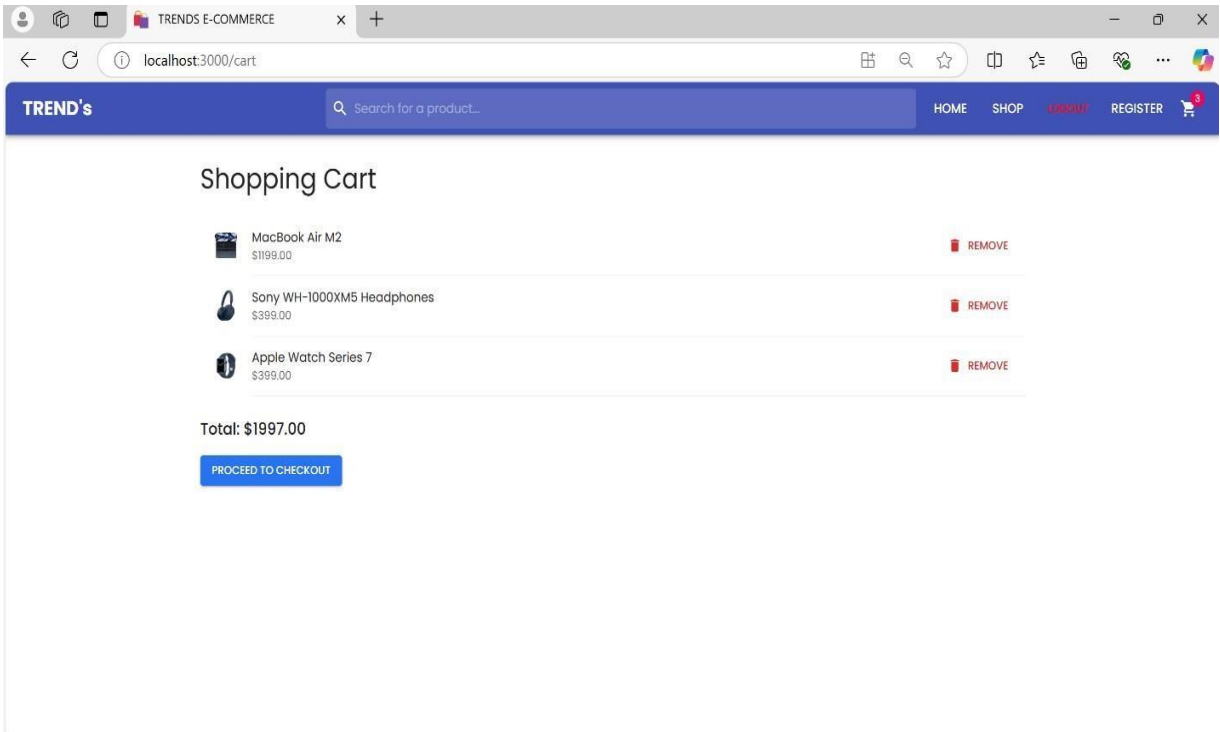 TRENDS E-COMMERCE
localhost:3000/cart
TREND's
Search for a product...
HOME SHOP LOGOUT REGISTER 3
Shopping Cart
MacBook Air M2
$1199.00
REMOVE
Sony WH-1000XM5 Headphones
$399.00
REMOVE
Apple Watch Series 7
$399.00
REMOVE
Total: $1997.00
PROCEED TO CHECKOUT